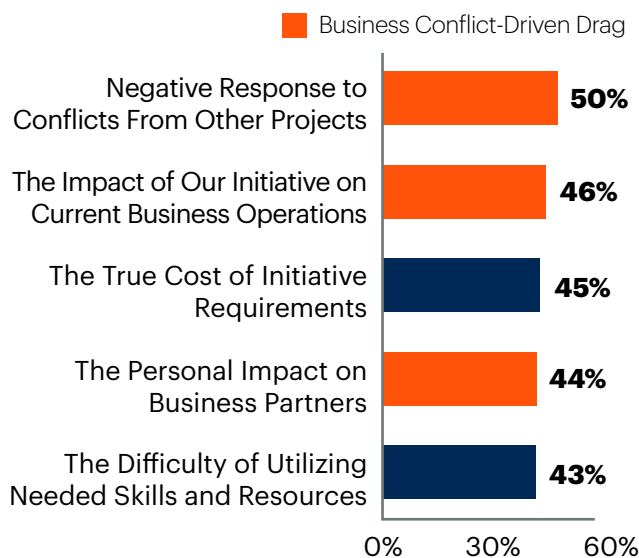 Business Conflict-Driven Drag
Negative Response to
Conflicts From Other Projects
50%
The Impact of Our Initiative on
Current Business Operations
46%
The True Cost of Initiative
Requirements
45%
The Personal Impact on
Business Partners
44%
The Difficulty of Utilizing
Needed Skills and Resources
43%
0% 30% 60%